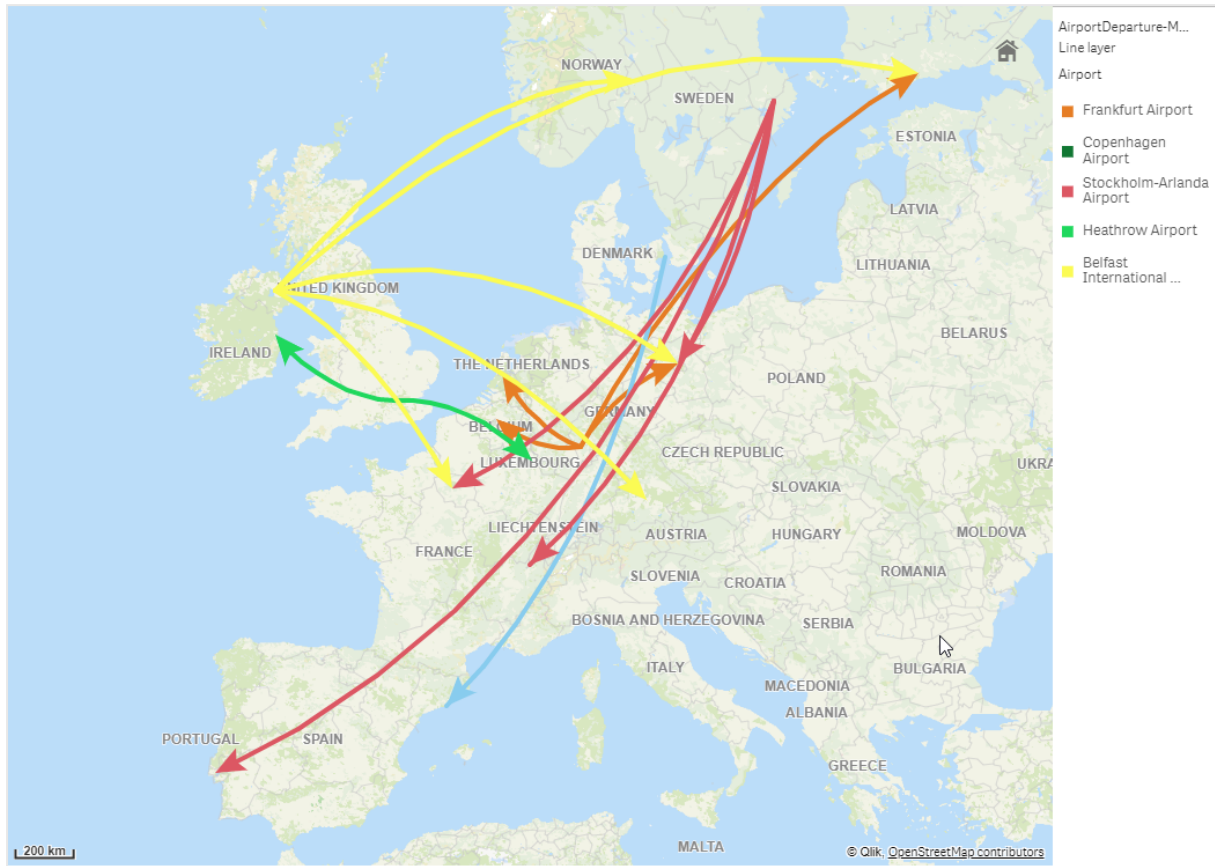 NORWAY
SWEDEN
ESTONIA
LATVIA
DENMARK
LITHUANIA
UNITED KINGDOM
BELARUS
IRELAND
THE NETHERLANDS
POLAND
GERMANY
BELGIUM
CZECH REPUBLIC
LUXEMBOURG
UKRA
SLOVAKIA
LIECHTENSTEIN
AUSTRIA
HUNGARY
MOLDOVA
FRANCE
SLOVENIA
ROMANIA
CROATIA
BOSNIA AND HERZEGOVINA
SERBIA
ITALY
BULGARIA
MACEDONIA
ALBANIA
PORTUGAL
SPAIN
GREECE
MALTA
200 km
© Qlik, OpenStreetMap contributors
AirportDeparture-M...
Line layer
Airport
Frankfurt Airport
Copenhagen
Airport
Stockholm-Arlanda
Airport
Heathrow Airport
Belfast
International ...